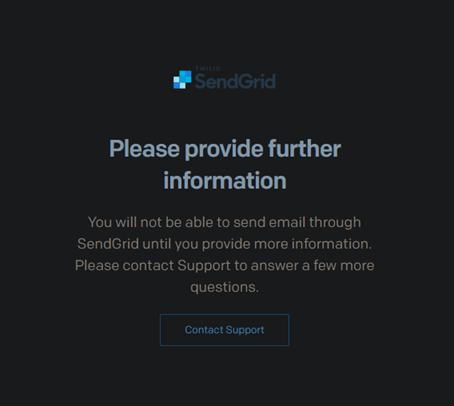 TWILIO
SendGrid
Please provide further
information
You will not be able to send email through
SendGrid until you provide more information.
Please contact Support to answer a few more
questions.
Contact Support